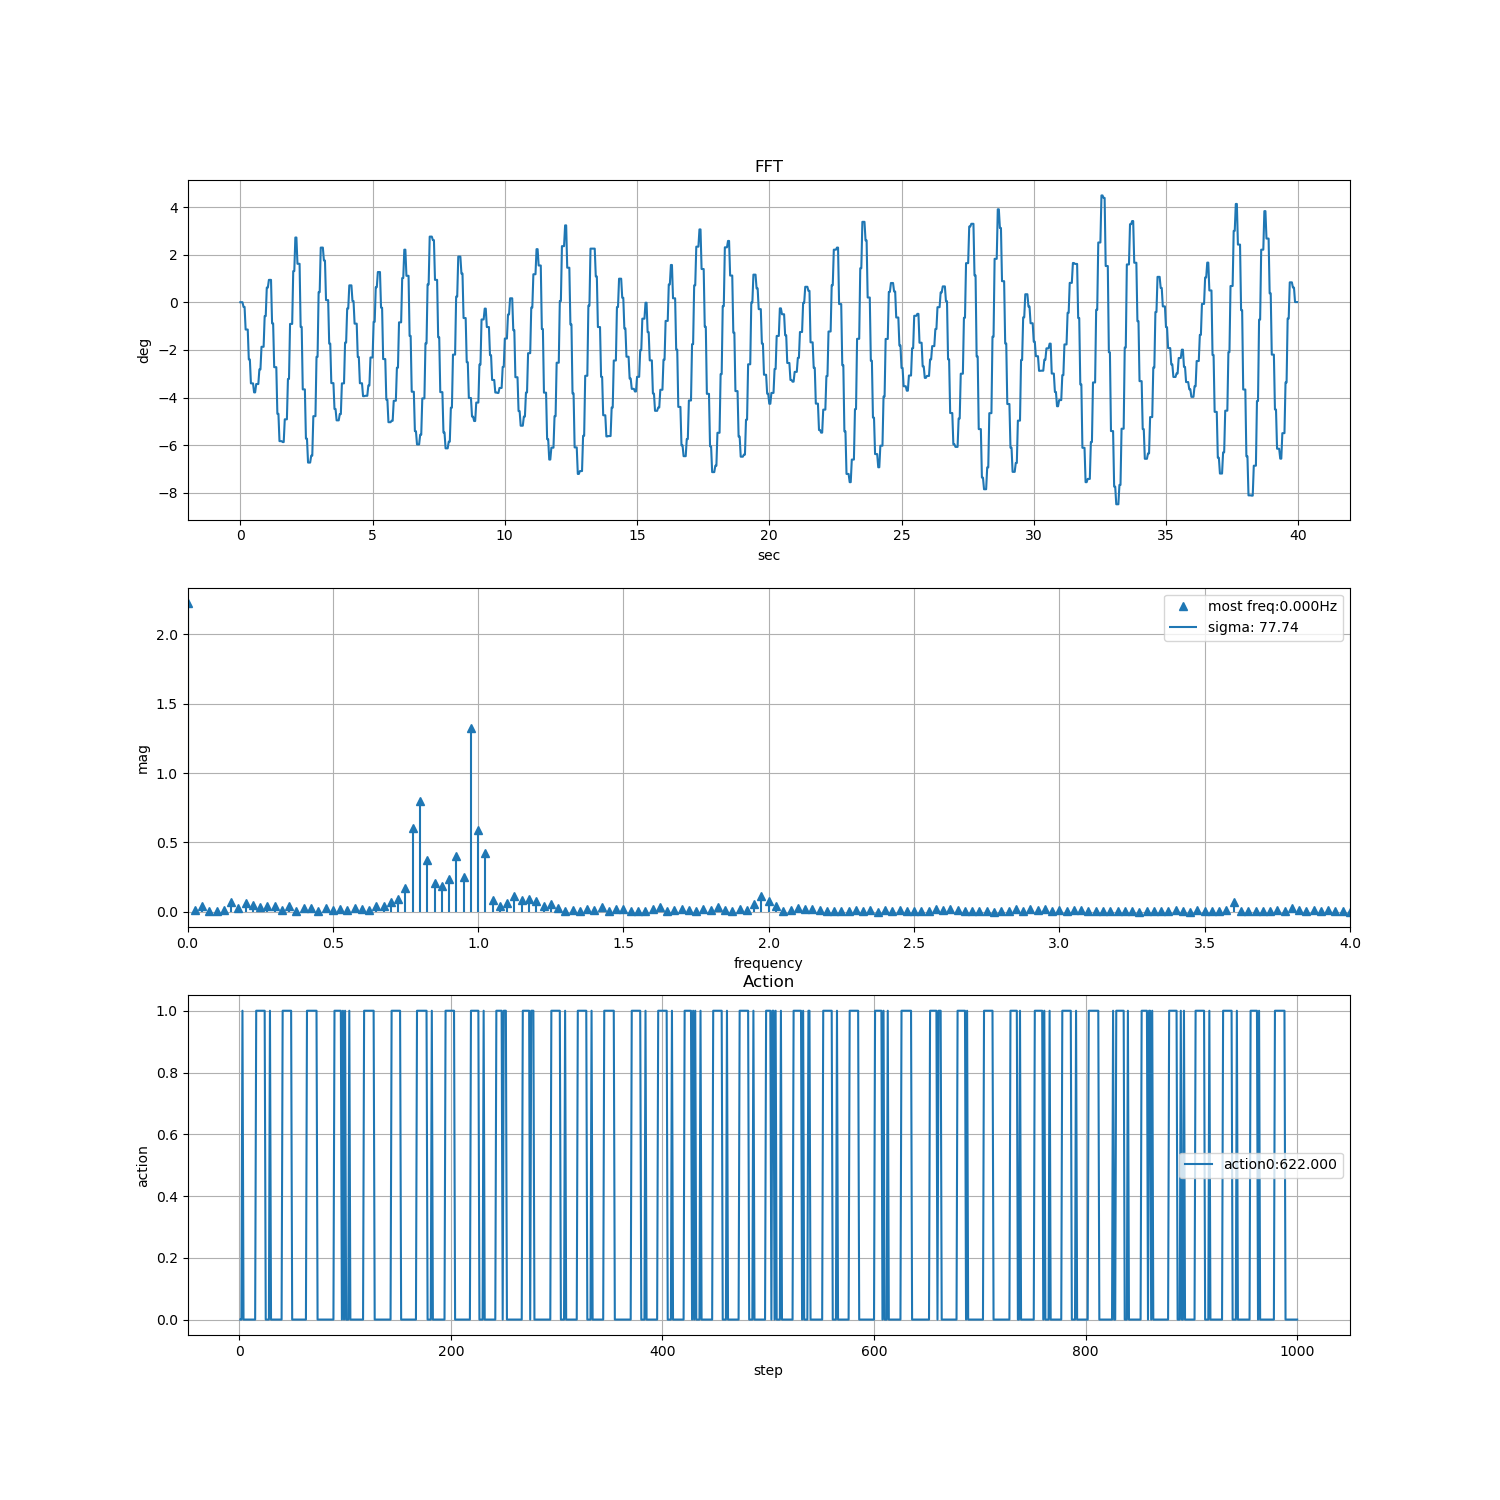 FFT
4
2
0
−2
−4
−6
−8
deg
0 5 10 15 20 25 30 35 40
sec
most freq:0.000Hz
sigma: 77.74
2.0
1.5
1.0
0.5
0.0
mag
0.0 0.5 1.0 1.5 2.0 2.5 3.0 3.5 4.0
frequency
Action
1.0
0.8
0.6
0.4
0.2
0.0
action
action0:622.000
0 200 400 600 800 1000
step